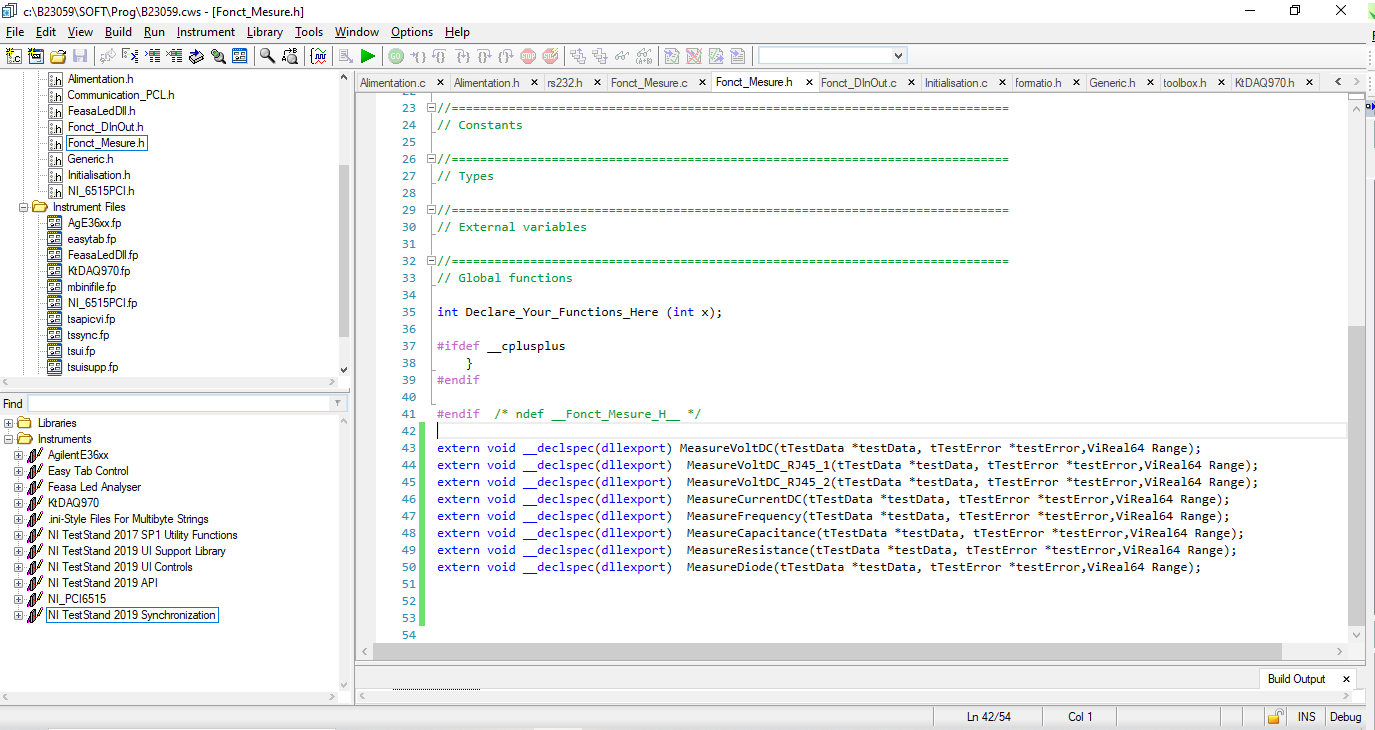 c:\B23059\SOFT\Prog\B23059.cws - [Fonct_Mesure.h]
File Edit View Build Run Instrument Library Tools Window Options Help
Alimentation.h
Communication_PCL.h
FeasaLedDll.h
Fonct_DInOut.h
Fonct_Mesure.h
Generic.h
Initialisation.h
NI_6515PCI.h
Instrument Files
AgE36xx.fp
easytab.fp
FeasaLedDll.fp
KtDAQ970.fp
mbinifile.fp
NI_6515PCI.fp
tsapicvi.fp
tssync.fp
tsui.fp
tsuisupp.fp
Find
Libraries
Instruments
AgilentE36xx
Easy Tab Control
Feasa Led Analyser
KtDAQ970
.ini-Style Files For Multibyte Strings
NI TestStand 2017 SP1 Utility Functions
NI TestStand 2019 UI Support Library
NI TestStand 2019 UI Controls
NI TestStand 2019 API
NI_PCI6515
NI TestStand 2019 Synchronization
Alimentation.c Alimentation.h rs232.h Fonct_Mesure.c Fonct_Mesure.h Fonct_DInOut.c Initialisation.c formatio.h Generic.h toolbox.h KtDAQ970.h
22
23 //==============================================================================
24 // Constants
25
26 //==============================================================================
27 // Types
28
29 //==============================================================================
30 // External variables
31
32 //==============================================================================
33 // Global functions
34
35 int Declare_Your_Functions_Here (int x);
36
37 #ifdef __cplusplus
38 }
39 #endif
40
41 #endif  /* ndef __Fonct_Mesure_H__ */
42
43 extern void __declspec(dllexport) MeasureVoltDC(tTestData *testData, tTestError *testError,ViReal64 Range);
44 extern void __declspec(dllexport)  MeasureVoltDC_RJ45_1(tTestData *testData, tTestError *testError,ViReal64 Range);
45 extern void __declspec(dllexport)  MeasureVoltDC_RJ45_2(tTestData *testData, tTestError *testError,ViReal64 Range);
46 extern void __declspec(dllexport)  MeasureCurrentDC(tTestData *testData, tTestError *testError,ViReal64 Range);
47 extern void __declspec(dllexport)  MeasureFrequency(tTestData *testData, tTestError *testError,ViReal64 Range);
48 extern void __declspec(dllexport)  MeasureCapacitance(tTestData *testData, tTestError *testError,ViReal64 Range);
49 extern void __declspec(dllexport)  MeasureResistance(tTestData *testData, tTestError *testError,ViReal64 Range);
50 extern void __declspec(dllexport)  MeasureDiode(tTestData *testData, tTestError *testError,ViReal64 Range);
51
52
53
54
Build Output
Ln 42/54 Col 1 INS Debug